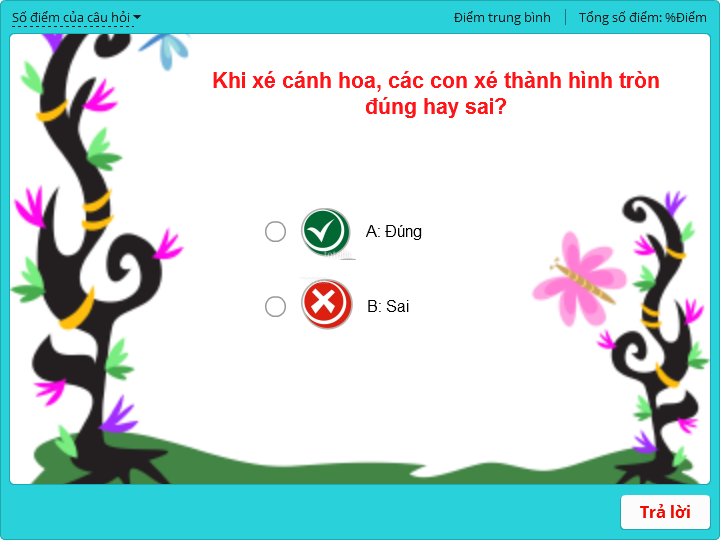 Số điểm của câu hỏi
Điểm trung bình
Tổng số điểm: %Điểm
Khi xé cánh hoa, các con xé thành hình tròn
đúng hay sai?
A: Đúng
B: Sai
Trả lời